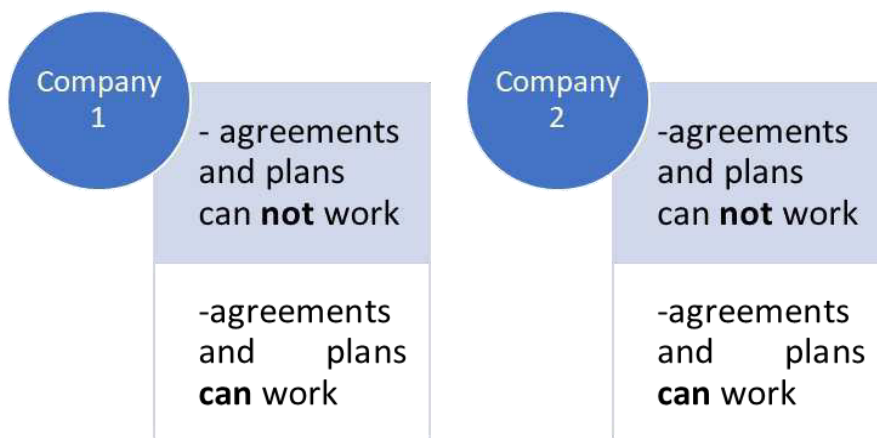 Company
1
- agreements
and plans
can not work
-agreements
and plans
can work
Company
2
-agreements
and plans
can not work
-agreements
and plans
can work